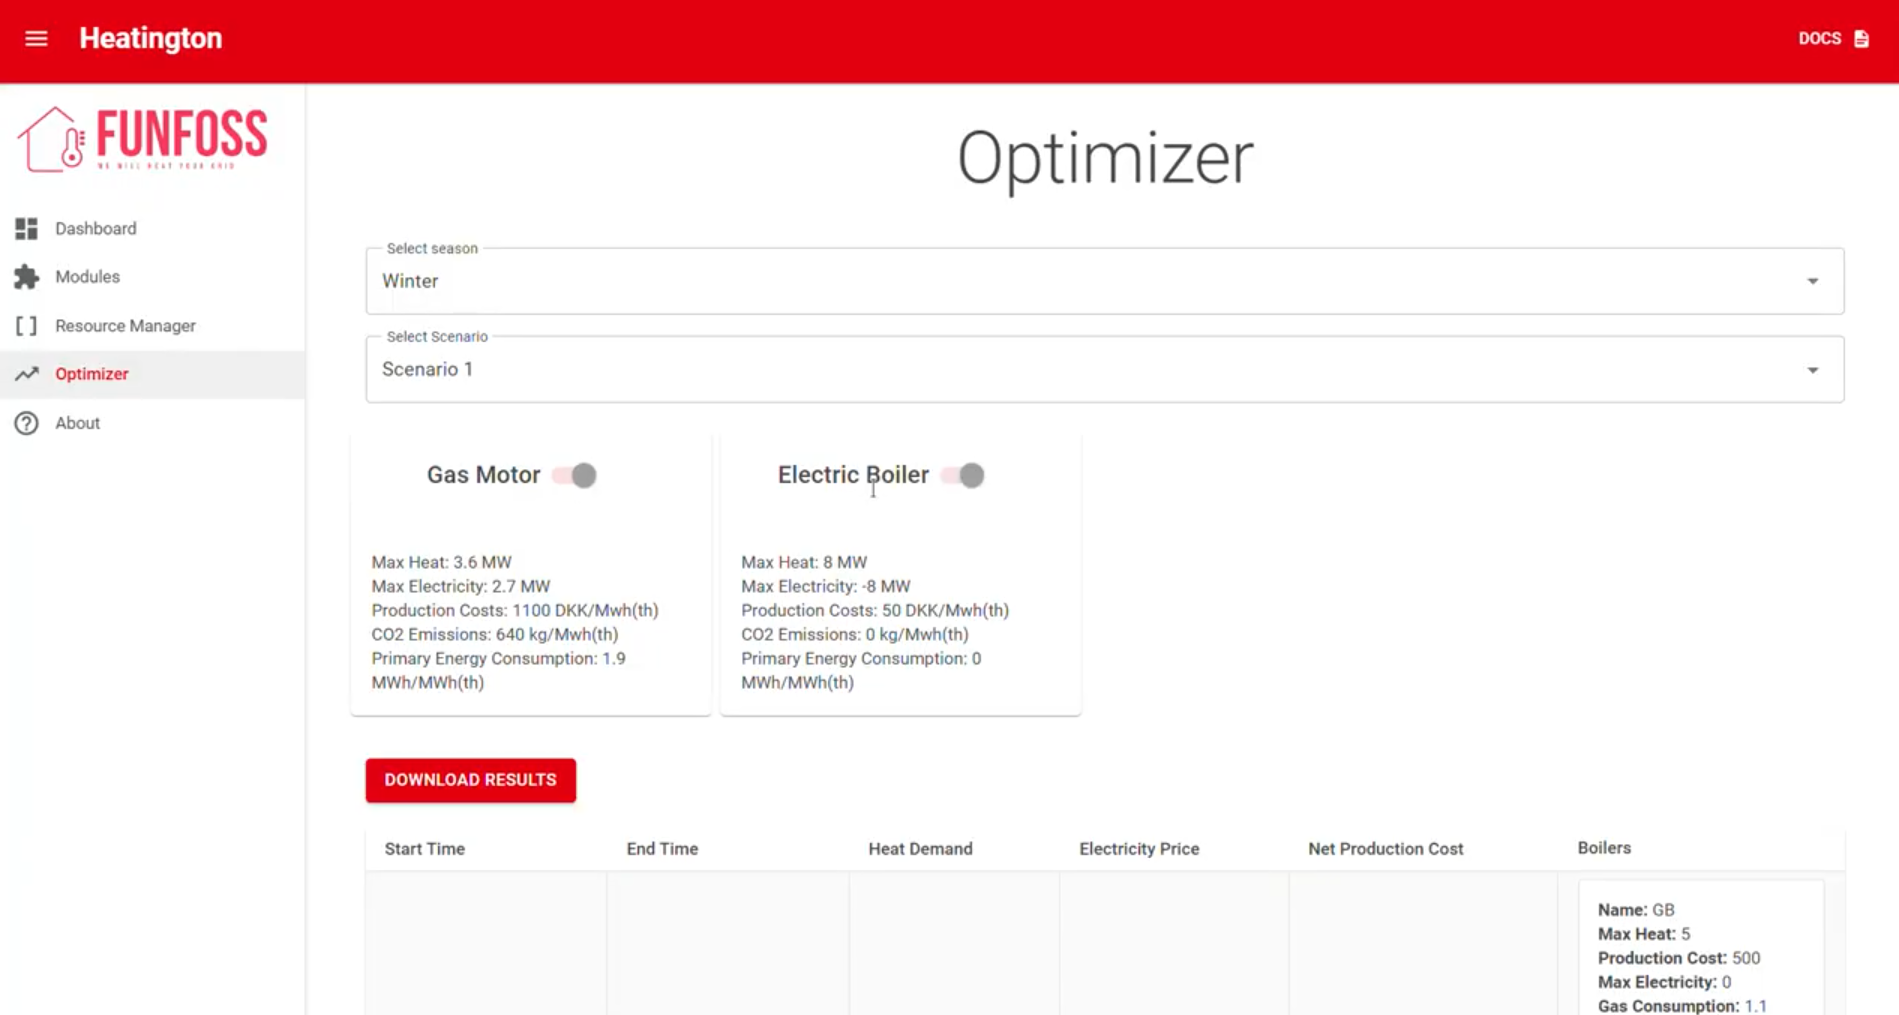 Heatington
DOCS
FUNFOSS
WE WILL HEAT YOUR GRID
Dashboard
Modules
Resource Manager
Optimizer
About
Optimizer
Select season
Winter
Select Scenario
Scenario 1
Gas Motor
Max Heat: 3.6 MW
Max Electricity: 2.7 MW
Production Costs: 1100 DKK/Mwh(th)
CO2 Emissions: 640 kg/Mwh(th)
Primary Energy Consumption: 1.9
MWh/MWh(th)
Electric Boiler
Max Heat: 8 MW
Max Electricity: -8 MW
Production Costs: 50 DKK/Mwh(th)
CO2 Emissions: 0 kg/Mwh(th)
Primary Energy Consumption: 0
MWh/MWh(th)
DOWNLOAD RESULTS
Start Time End Time Heat Demand Electricity Price Net Production Cost Boilers
Name: GB
Max Heat: 5
Production Cost: 500
Max Electricity: 0
Gas Consumption: 1.1